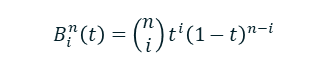 $B_i^n(t) = \binom{n}{i} t^i (1 - t)^{n-i}$